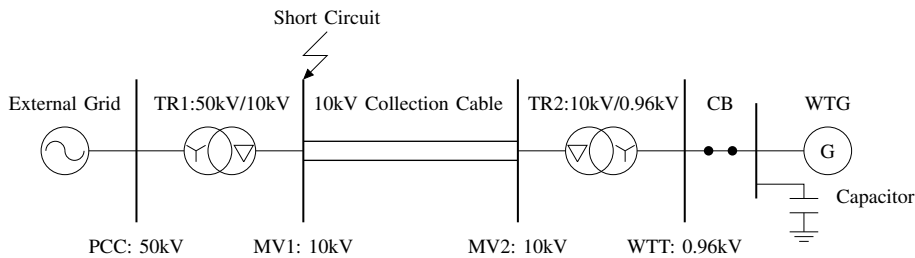 Short Circuit
External Grid
TR1:50kV/10kV
10kV Collection Cable
TR2:10kV/0.96kV
CB
WTG
G
Capacitor
PCC: 50kV
MV1: 10kV
MV2: 10kV
WTT: 0.96kV